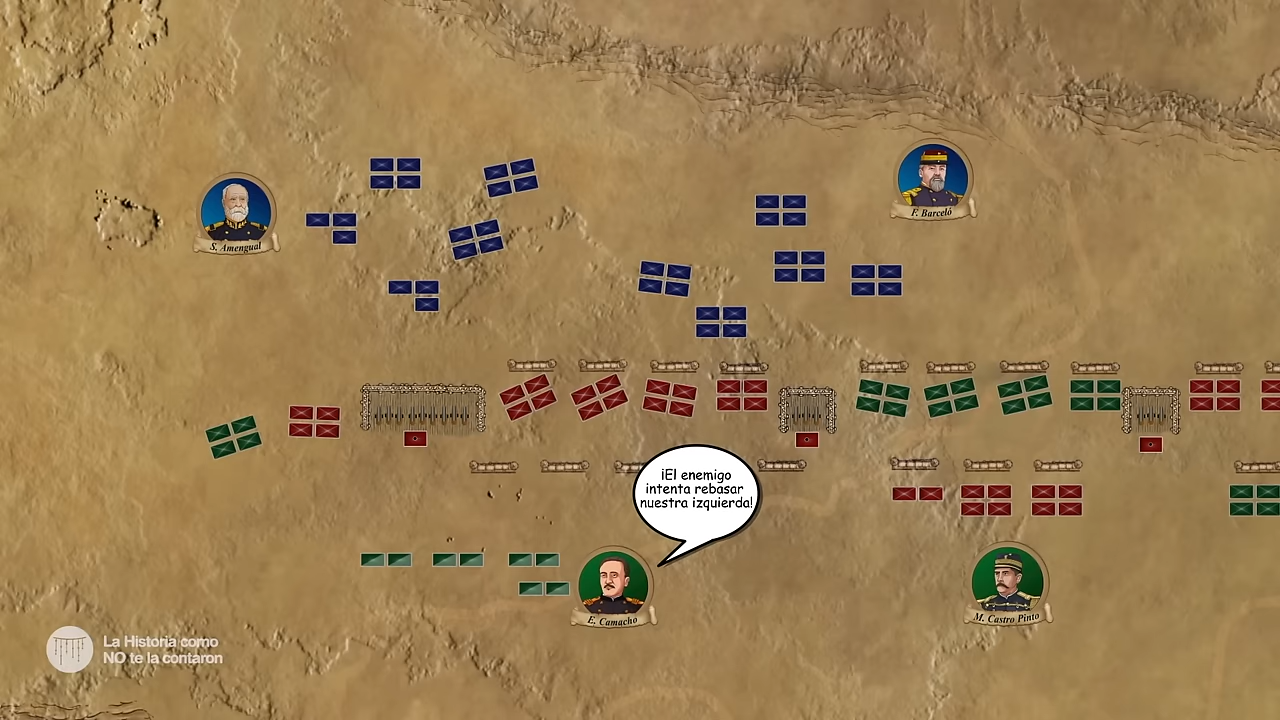 S. Amengual
F. Barceló
¡El enemigo
intenta rebasar
nuestra izquierda!
E. Camacho
M. Castro Pinto
La Historia como
NO te la contaron